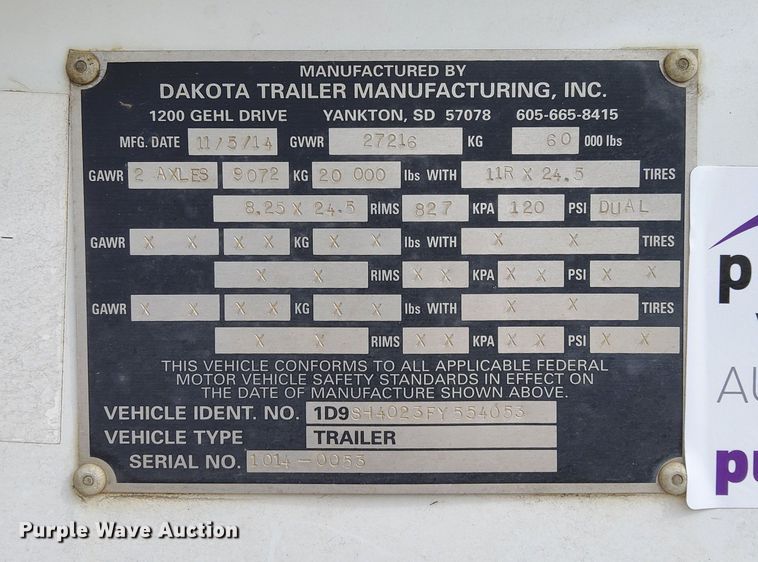 MANUFACTURED BY
DAKOTA TRAILER MANUFACTURING, INC.
1200 GEHL DRIVE YANKTON, SD 57078 605-665-8415
MFG. DATE 11/5/14 GVWR 27216 KG 60 000 lbs
GAWR 2 AXLES 9072 KG 20 000 lbs WITH 11R X 24.5 TIRES
8.25 X 24.5 RIMS 827 KPA 120 PSI DUAL
GAWR X X X X KG X X lbs WITH X X TIRES
X X RIMS X X KPA X X PSI X X
GAWR X X X X KG X X lbs WITH X X TIRES
X X RIMS X X KPA X X PSI X X
THIS VEHICLE CONFORMS TO ALL APPLICABLE FEDERAL
MOTOR VEHICLE SAFETY STANDARDS IN EFFECT ON
THE DATE OF MANUFACTURE SHOWN ABOVE.
VEHICLE IDENT. NO. 1D9SH4023FY554053
VEHICLE TYPE TRAILER
SERIAL NO. 1014-0053
AU
pu
Purple Wave Auction